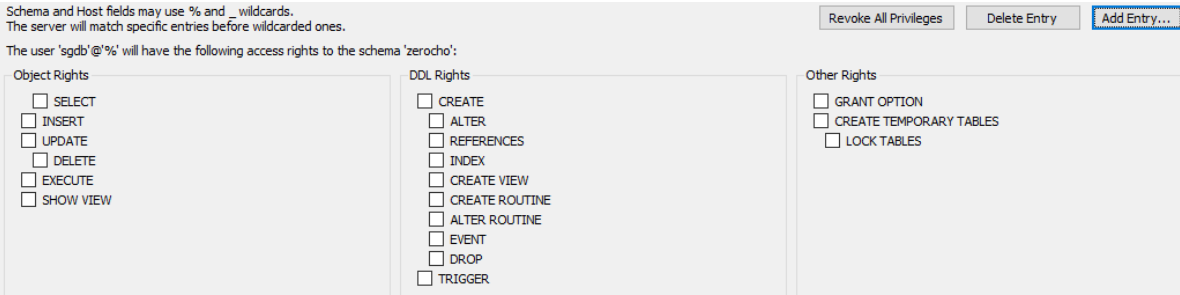 Schema and Host fields may use % and _ wildcards.
The server will match specific entries before wildcarded ones.
Revoke All Privileges
Delete Entry
Add Entry...
The user 'sgdb'@'%' will have the following access rights to the schema 'zerocho':
Object Rights
SELECT
INSERT
UPDATE
DELETE
EXECUTE
SHOW VIEW
DDL Rights
CREATE
ALTER
REFERENCES
INDEX
CREATE VIEW
CREATE ROUTINE
ALTER ROUTINE
EVENT
DROP
TRIGGER
Other Rights
GRANT OPTION
CREATE TEMPORARY TABLES
LOCK TABLES